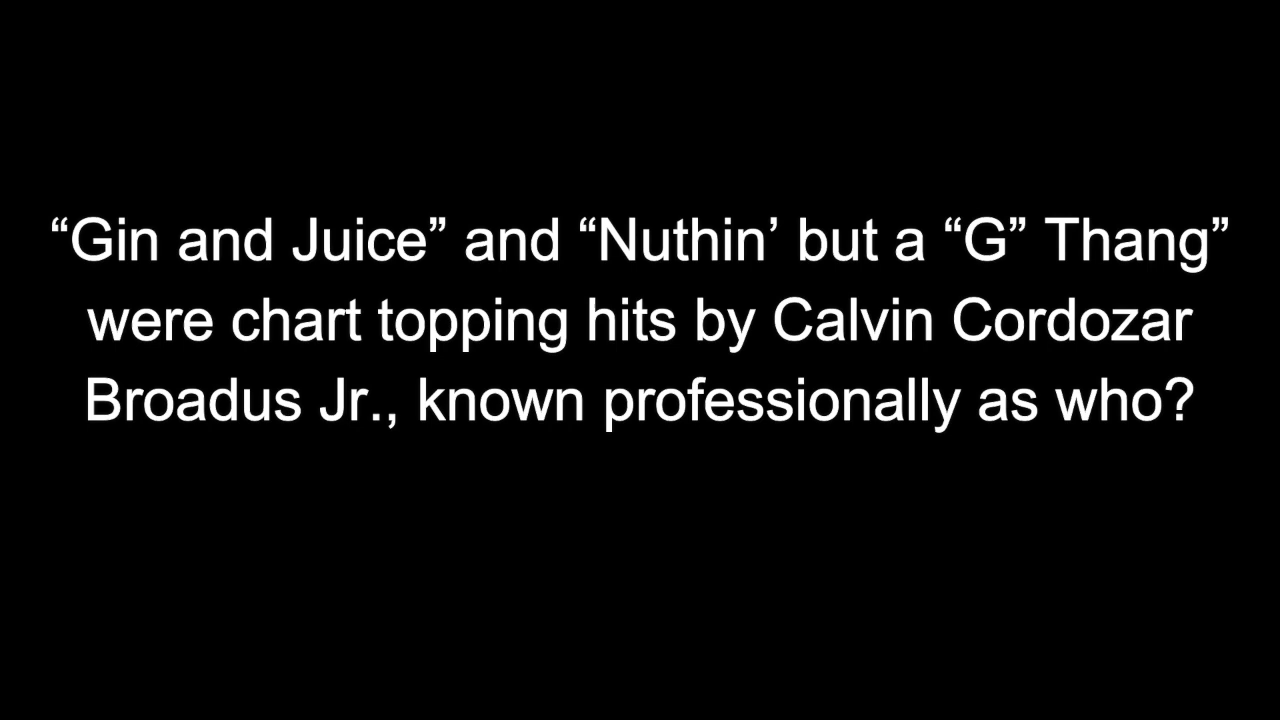 “Gin and Juice” and “Nuthin’ but a “G” Thang”
were chart topping hits by Calvin Cordozar
Broadus Jr., known professionally as who?